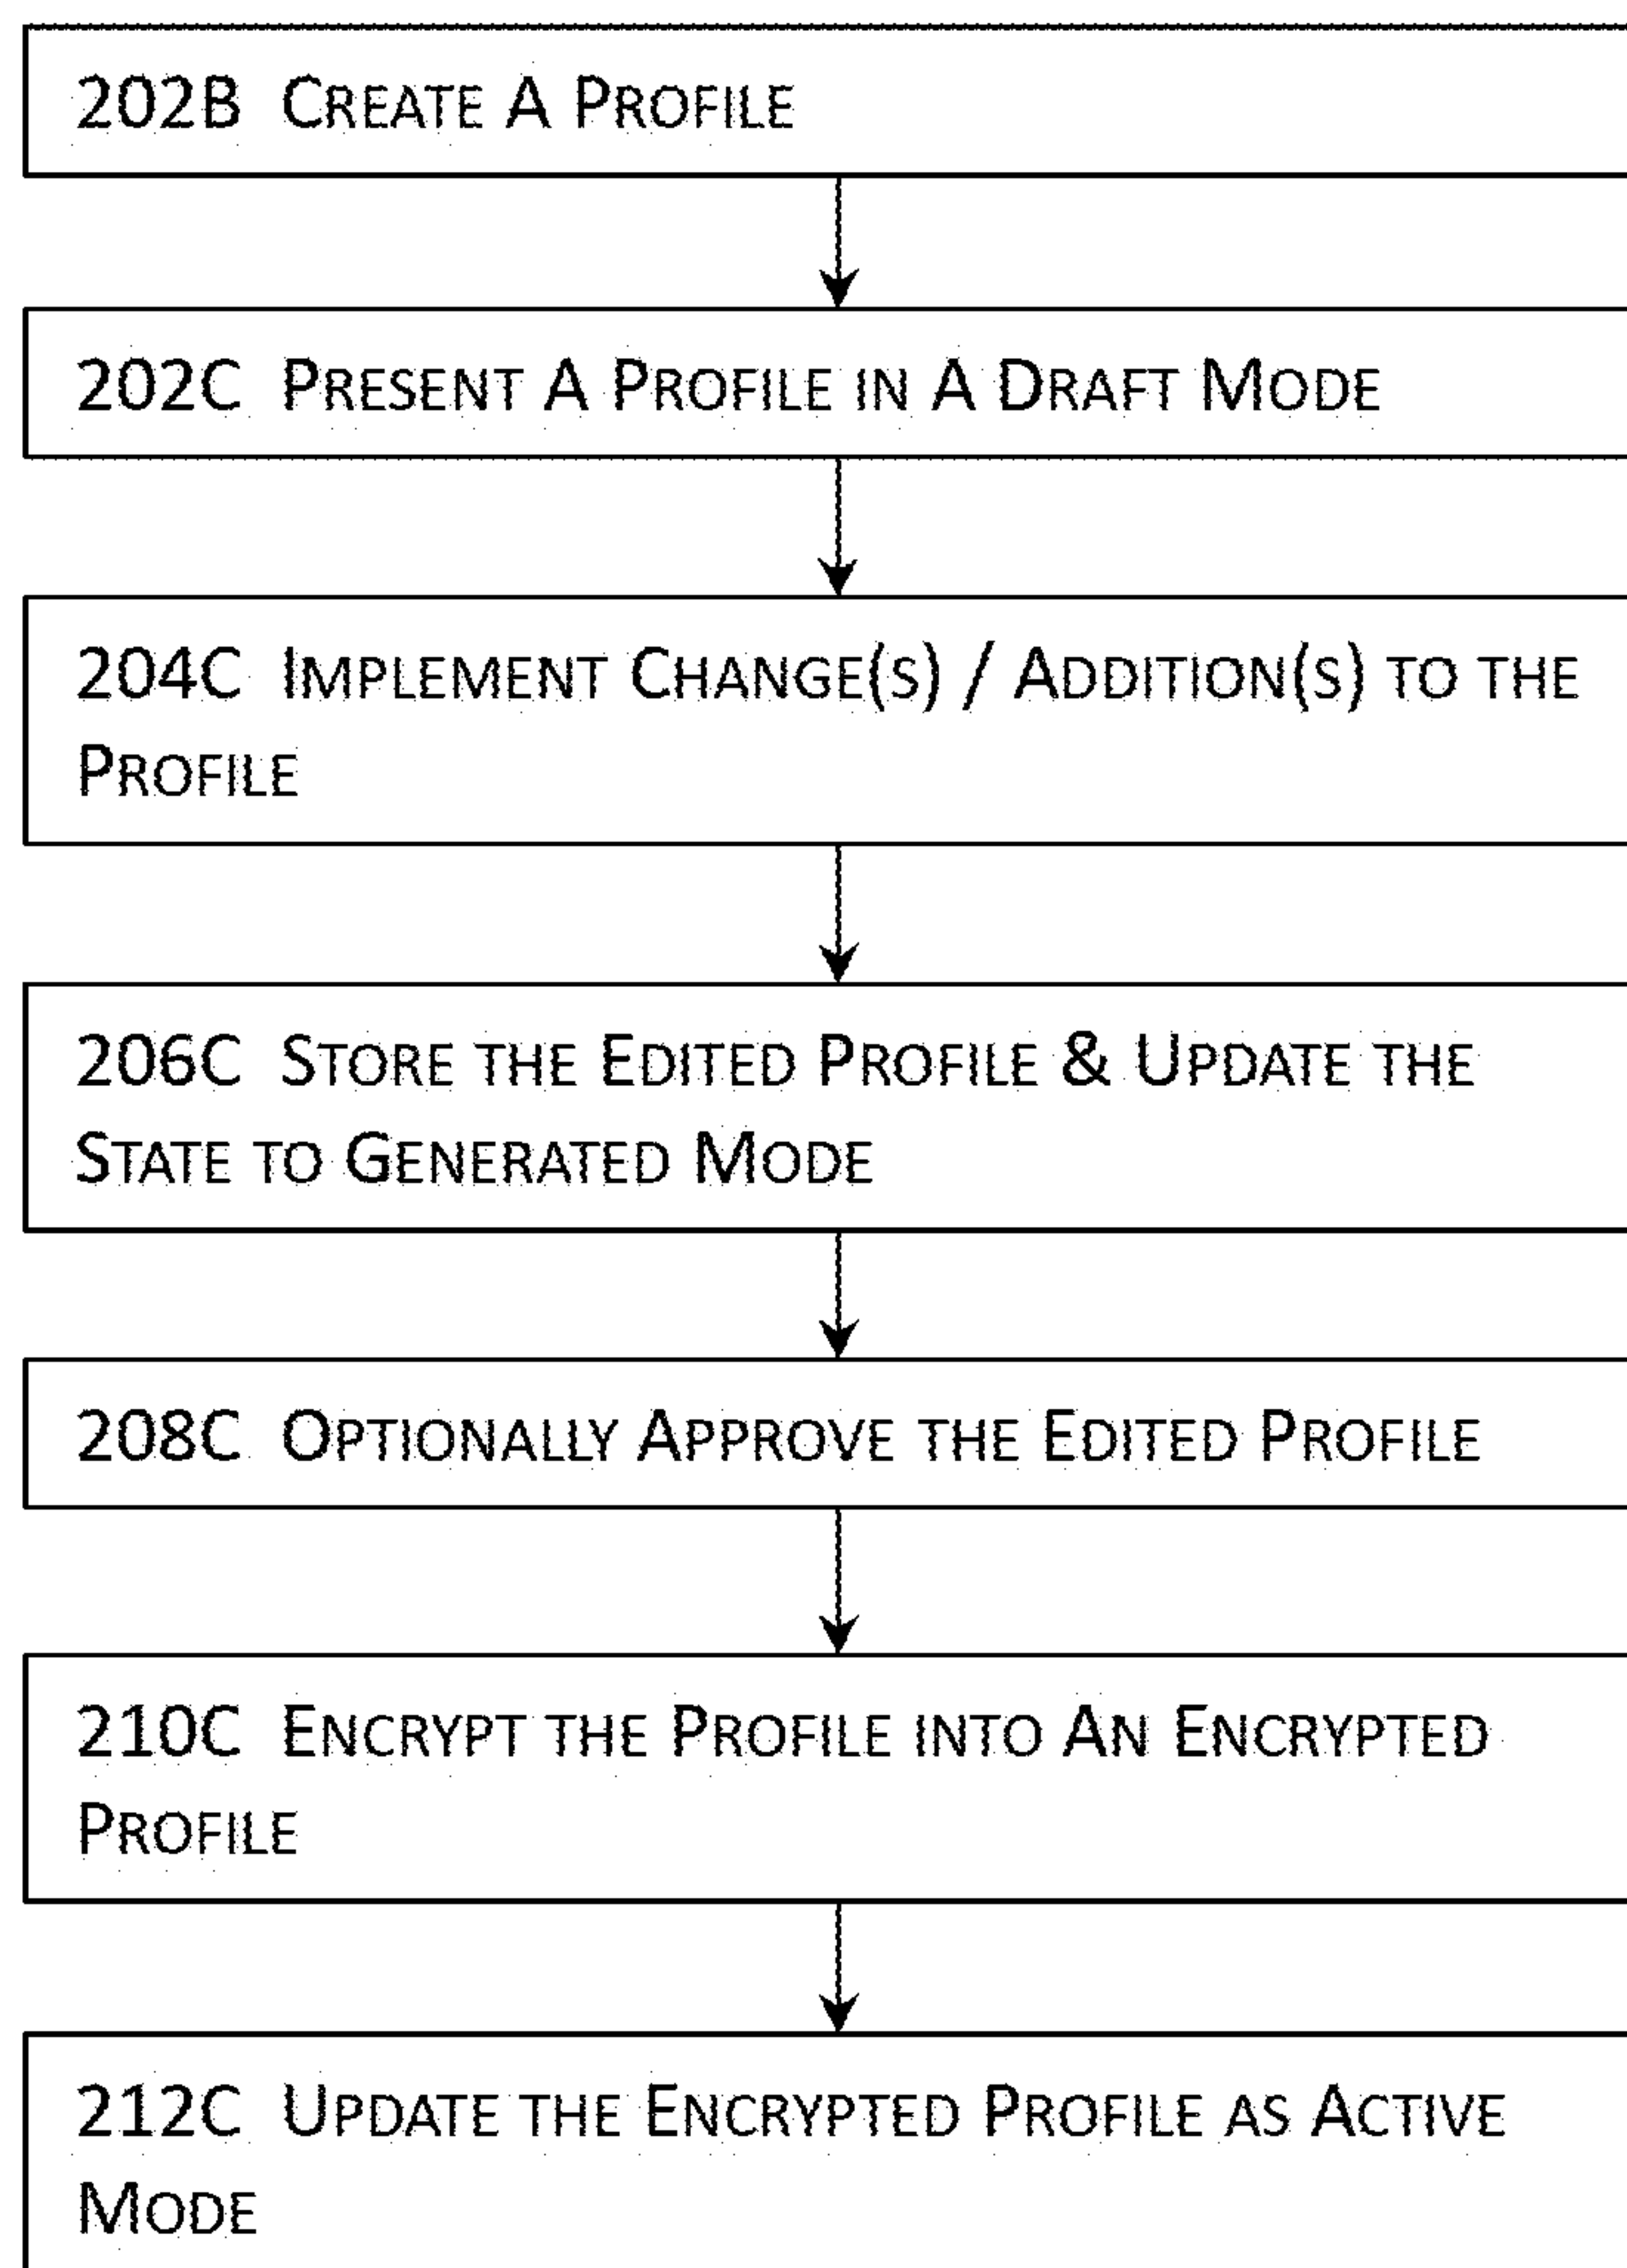 202B Create A Profile
202C Present A Profile in A Draft Mode
204C Implement Change(s) / Addition(s) to the
Profile
206C Store the Edited Profile & Update the
State to Generated Mode
208C Optionally Approve the Edited Profile
210C Encrypt the Profile into An Encrypted
Profile
212C Update the Encrypted Profile as Active
Mode